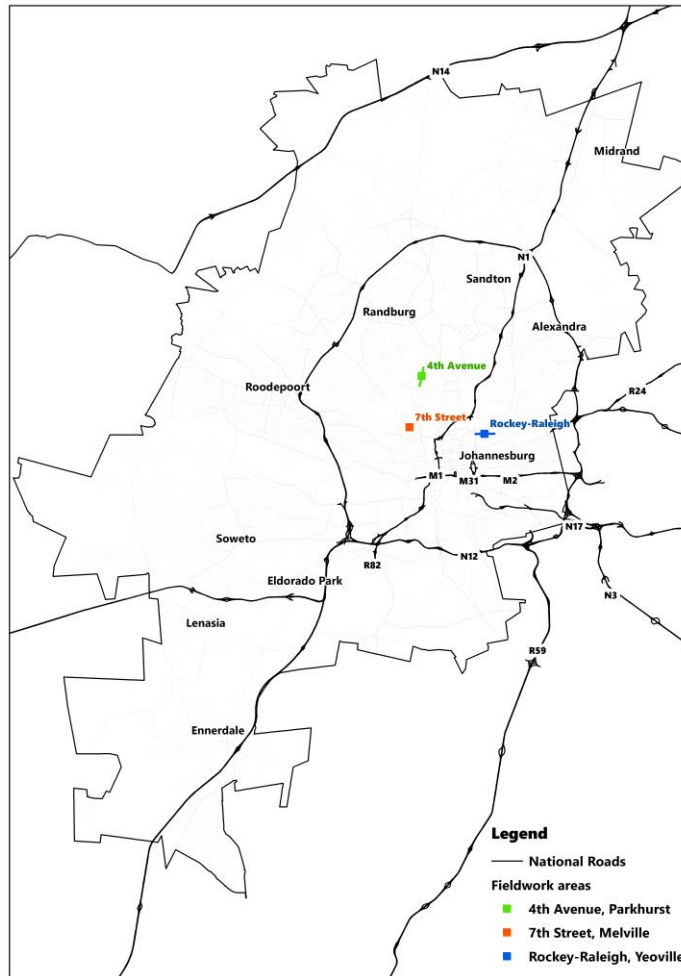 N14
Midrand
N1
Sandton
Randburg
Alexandra
4th Avenue
Roodepoort
R24
7th Street
Rockey-Raleigh
Johannesburg
M1
M31
M2
N17
Soweto
N12
R82
Eldorado Park
N3
Lenasia
R59
Ennerdale
Legend
National Roads
Fieldwork areas
4th Avenue, Parkhurst
7th Street, Melville
Rockey-Raleigh, Yeoville